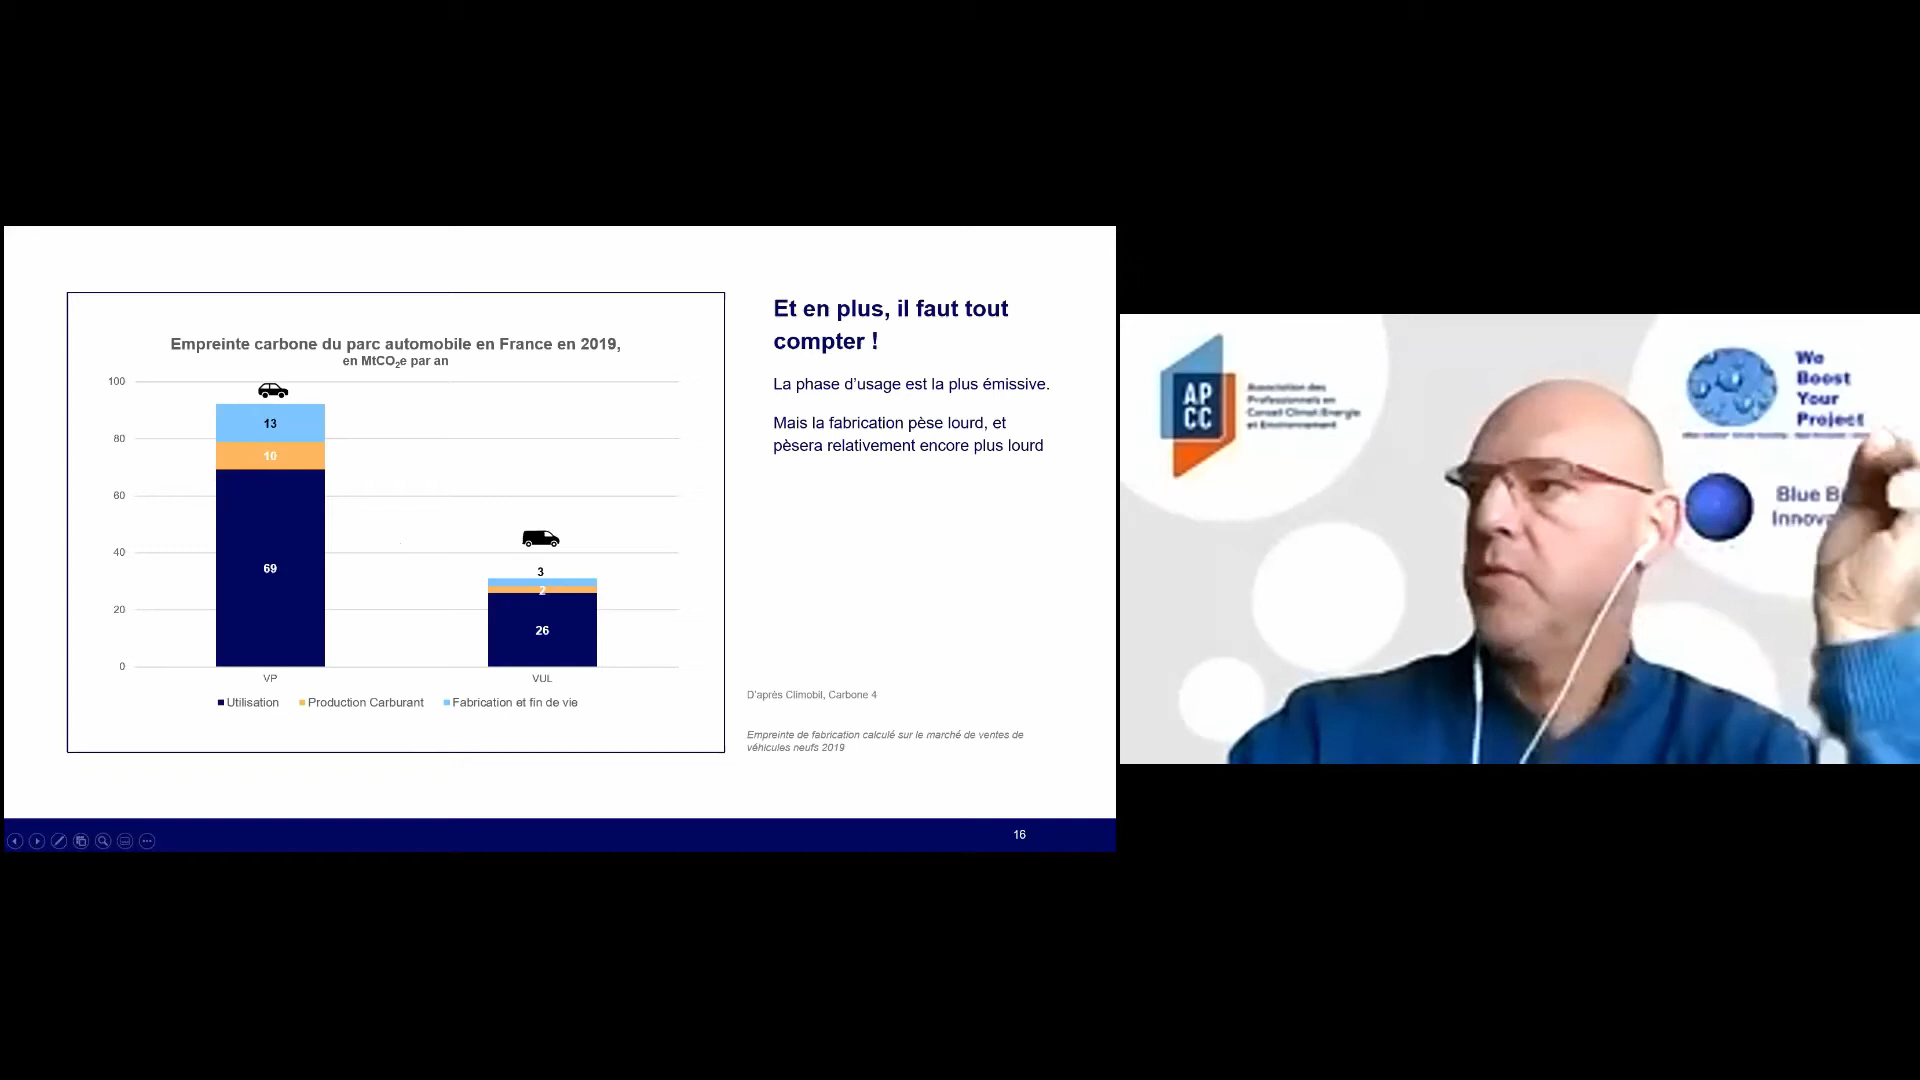 Empreinte carbone du parc automobile en France en 2019,
en MtCO₂e par an
100
80
60
40
20
0
13
10
69
3
2
26
VP
VUL
Utilisation
Production Carburant
Fabrication et fin de vie
Et en plus, il faut tout
compter !
La phase d’usage est la plus émissive.
Mais la fabrication pèse lourd, et
pèsera relativement encore plus lourd
D’après Climobil, Carbone 4
Empreinte de fabrication calculé sur le marché de ventes de
véhicules neufs 2019
16
AP
CC
Association des
Professionnels en
Conseil Climat Energie
et Environnement
We
Boost
Your
Project
Blue B
Innov